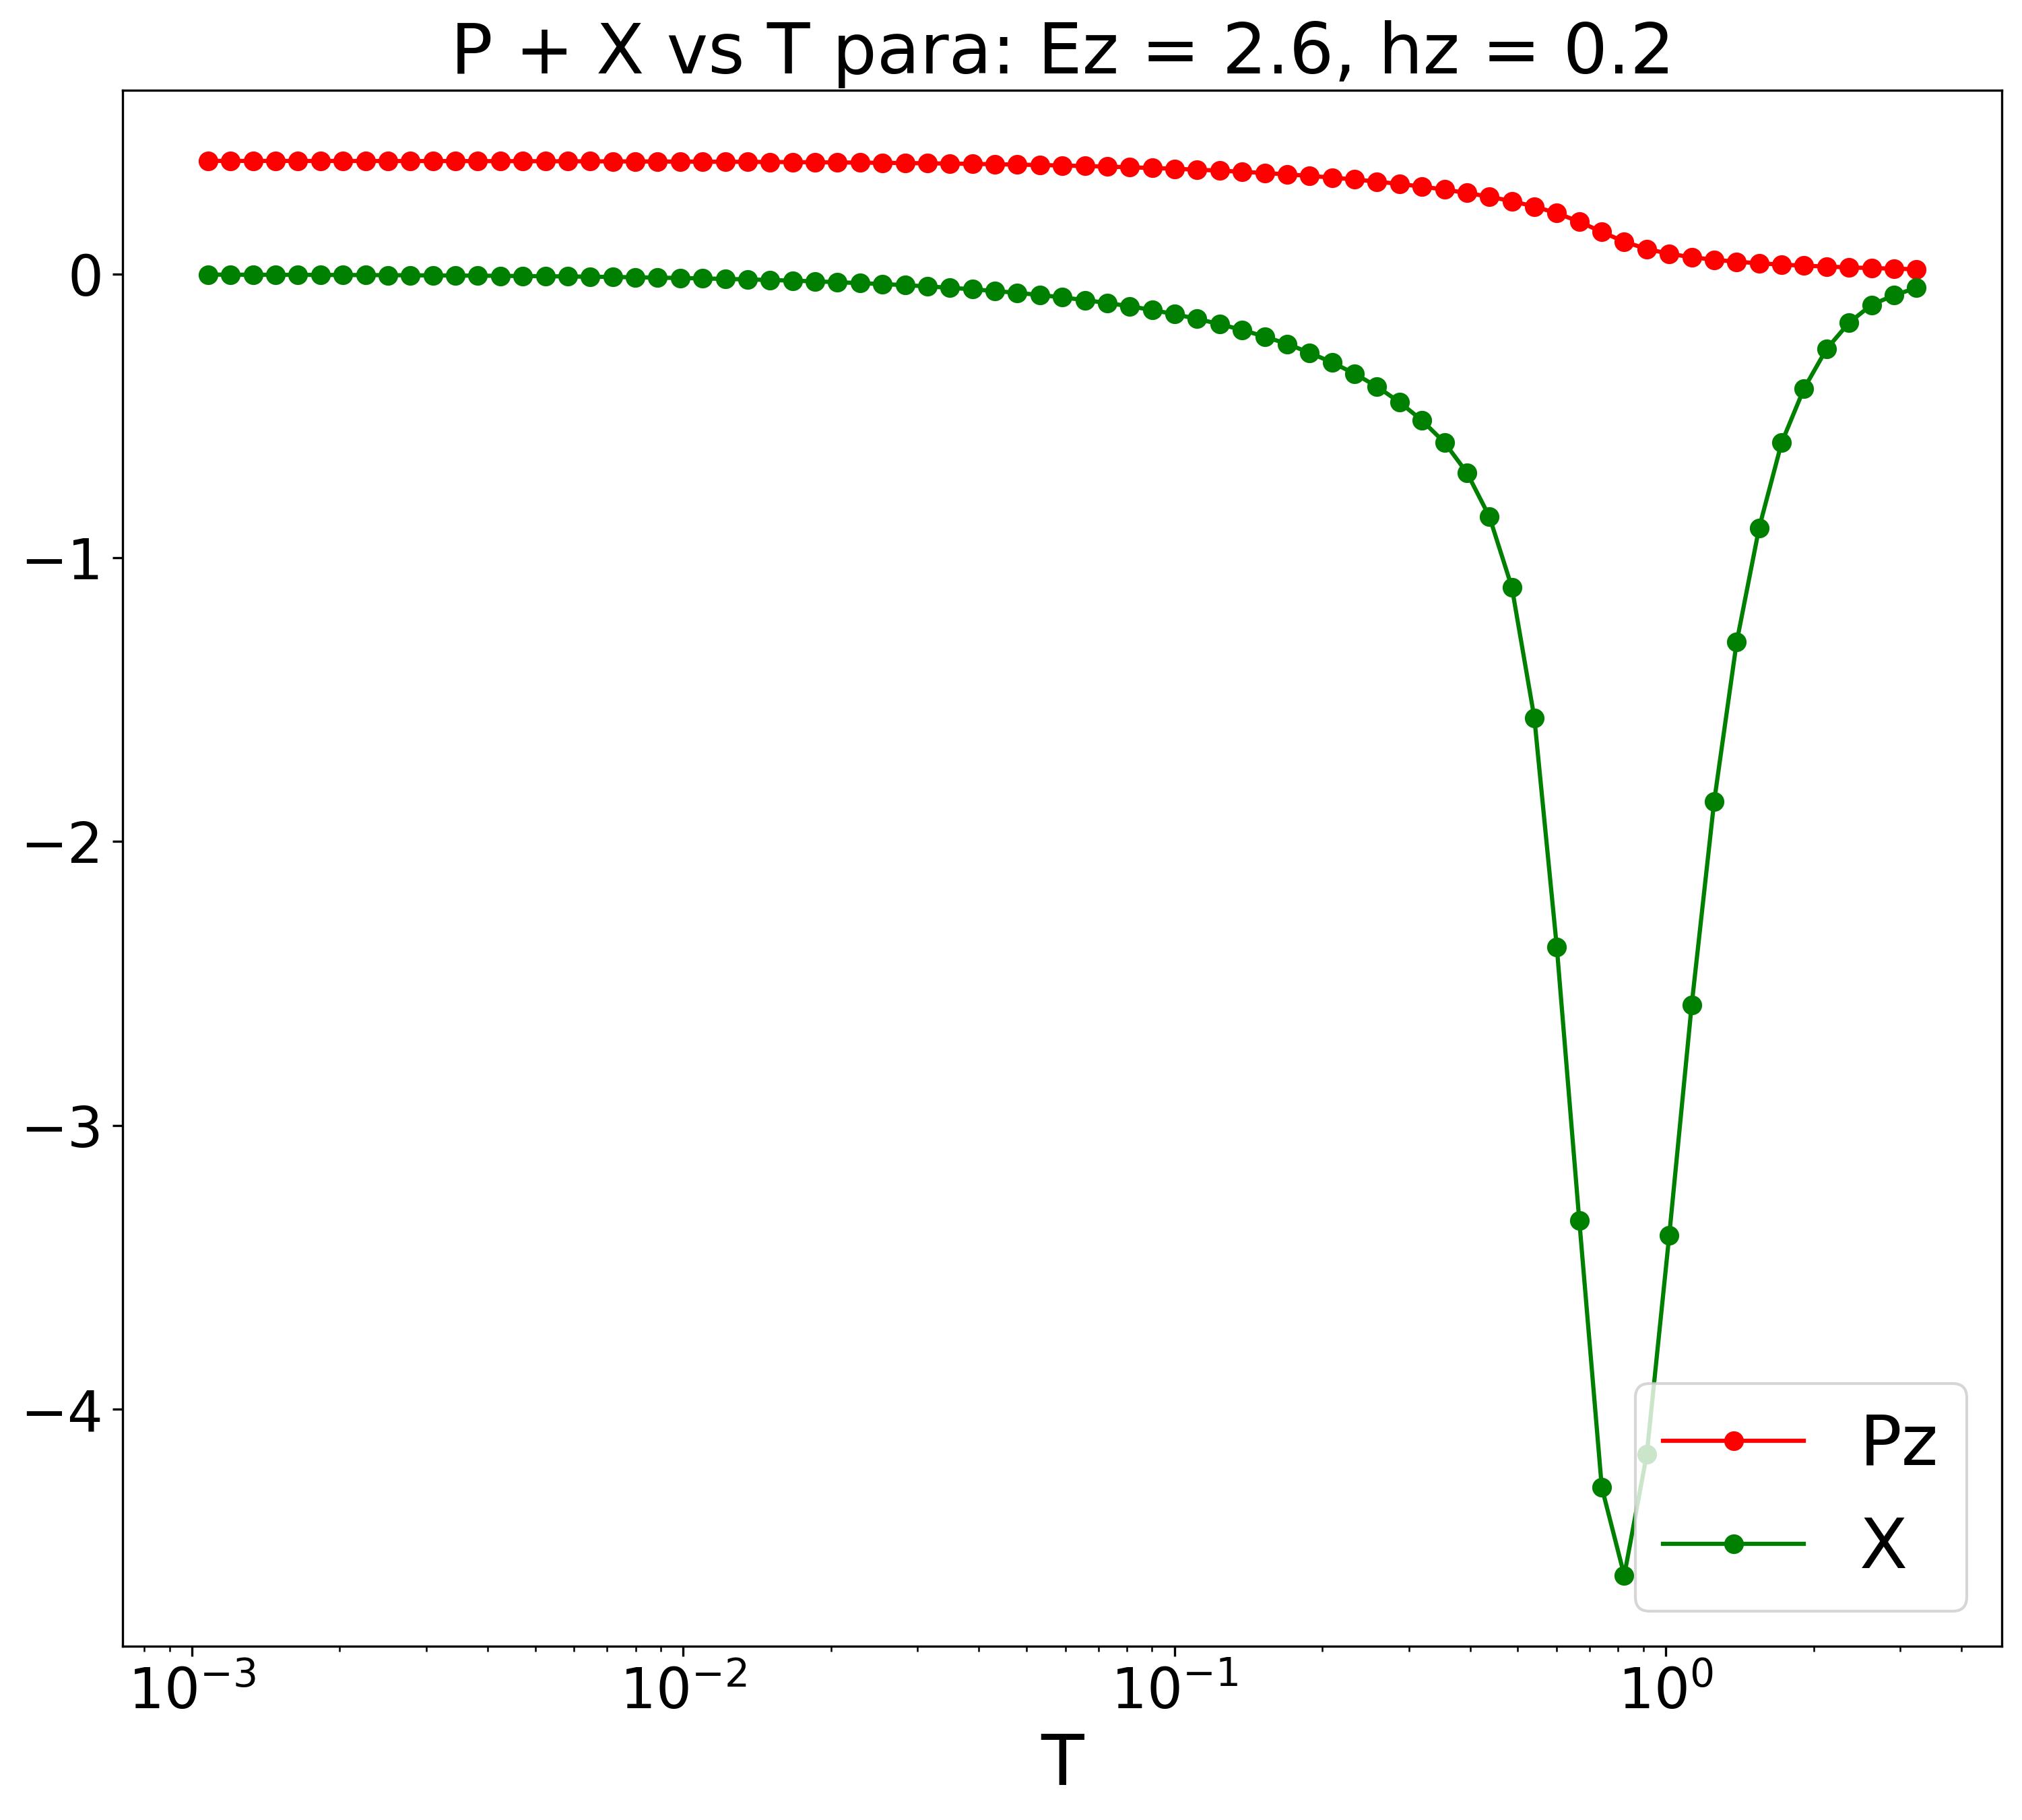 P + X vs T para: Ez = 2.6, hz = 0.2
0
−1
−2
−3
−4
Pz
X
10⁻³ 10⁻² 10⁻¹ 10⁰
T